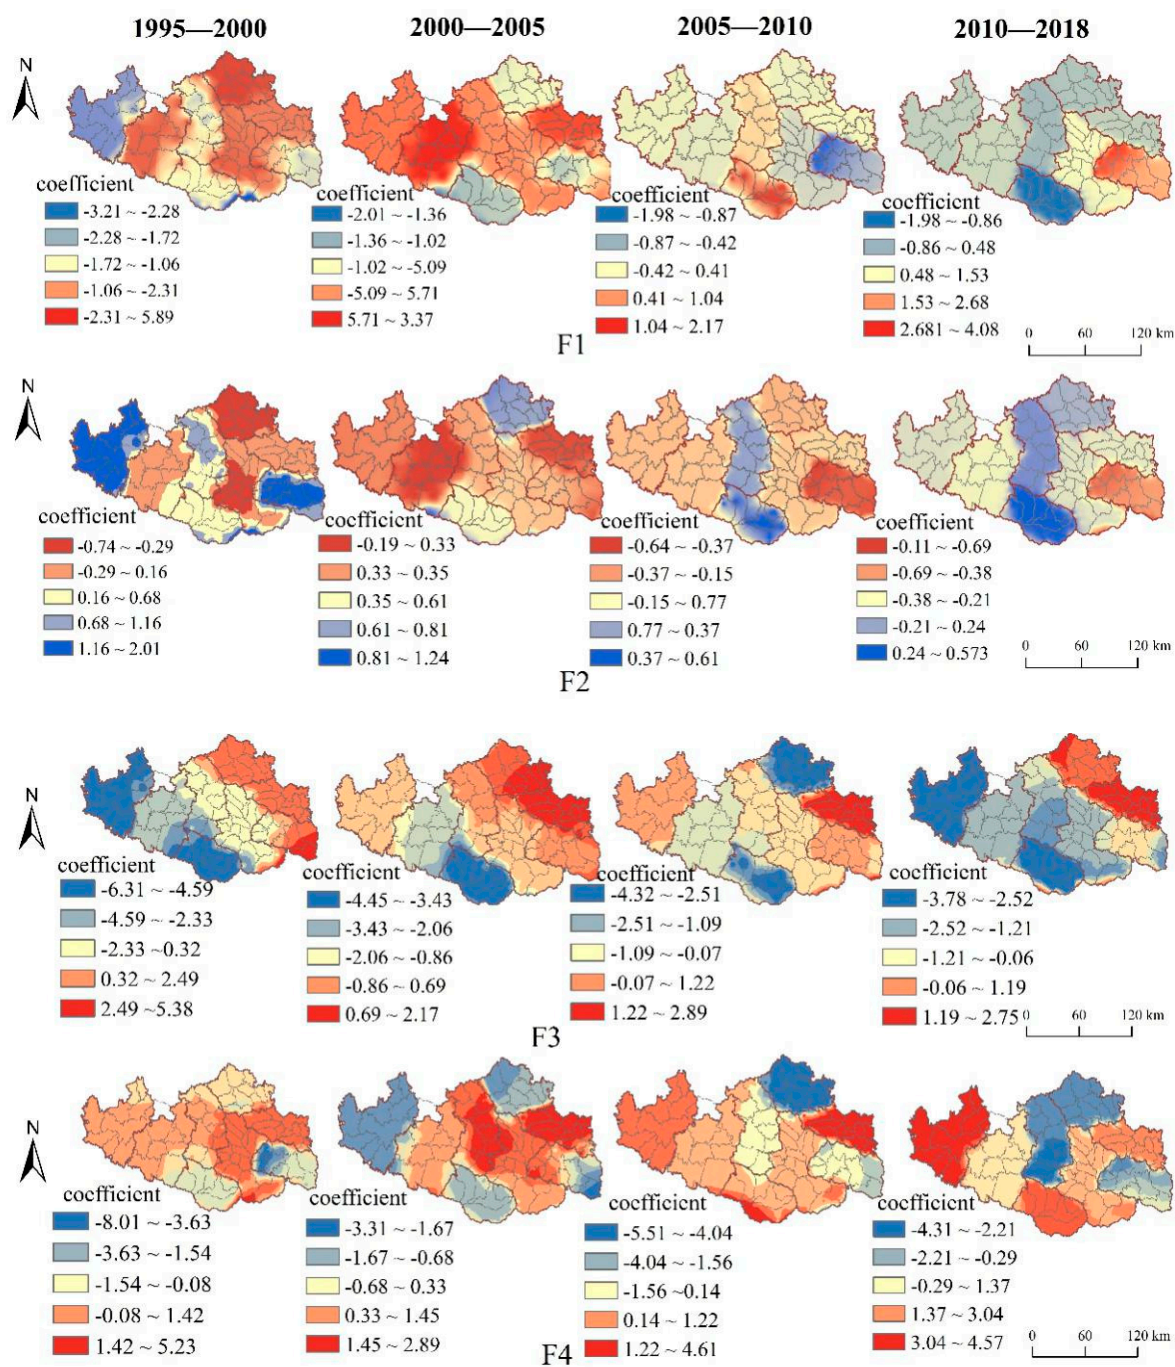 1995—2000
2000—2005
2005—2010
2010—2018
N
coefficient
-3.21 ~ -2.28
-2.28 ~ -1.72
-1.72 ~ -1.06
-1.06 ~ -2.31
-2.31 ~ 5.89
coefficient
-2.01 ~ -1.36
-1.36 ~ -1.02
-1.02 ~ -5.09
-5.09 ~ 5.71
5.71 ~ 3.37
coefficient
-1.98 ~ -0.87
-0.87 ~ -0.42
-0.42 ~ 0.41
0.41 ~ 1.04
1.04 ~ 2.17
coefficient
-1.98 ~ -0.86
-0.86 ~ 0.48
0.48 ~ 1.53
1.53 ~ 2.68
2.681 ~ 4.08
0 60 120 km
F1
N
coefficient
-0.74 ~ -0.29
-0.29 ~ 0.16
0.16 ~ 0.68
0.68 ~ 1.16
1.16 ~ 2.01
coefficient
-0.19 ~ 0.33
0.33 ~ 0.35
0.35 ~ 0.61
0.61 ~ 0.81
0.81 ~ 1.24
coefficient
-0.64 ~ -0.37
-0.37 ~ -0.15
-0.15 ~ 0.77
0.77 ~ 0.37
0.37 ~ 0.61
coefficient
-0.11 ~ -0.69
-0.69 ~ -0.38
-0.38 ~ -0.21
-0.21 ~ 0.24
0.24 ~ 0.573
0 60 120 km
F2
N
coefficient
-6.31 ~ -4.59
-4.59 ~ -2.33
-2.33 ~0.32
0.32 ~ 2.49
2.49 ~5.38
coefficient
-4.45 ~ -3.43
-3.43 ~ -2.06
-2.06 ~ -0.86
-0.86 ~ 0.69
0.69 ~ 2.17
coefficient
-4.32 ~ -2.51
-2.51 ~ -1.09
-1.09 ~ -0.07
-0.07 ~ 1.22
1.22 ~ 2.89
coefficient
-3.78 ~ -2.52
-2.52 ~ -1.21
-1.21 ~ -0.06
-0.06 ~ 1.19
1.19 ~ 2.75
0 60 120 km
F3
N
coefficient
-8.01 ~ -3.63
-3.63 ~ -1.54
-1.54 ~ -0.08
-0.08 ~ 1.42
1.42 ~ 5.23
coefficient
-3.31 ~ -1.67
-1.67 ~ -0.68
-0.68 ~ 0.33
0.33 ~ 1.45
1.45 ~ 2.89
coefficient
-5.51 ~ -4.04
-4.04 ~ -1.56
-1.56 ~0.14
0.14 ~ 1.22
1.22 ~ 4.61
coefficient
-4.31 ~ -2.21
-2.21 ~ -0.29
-0.29 ~ 1.37
1.37 ~ 3.04
3.04 ~ 4.57
0 60 120 km
F4